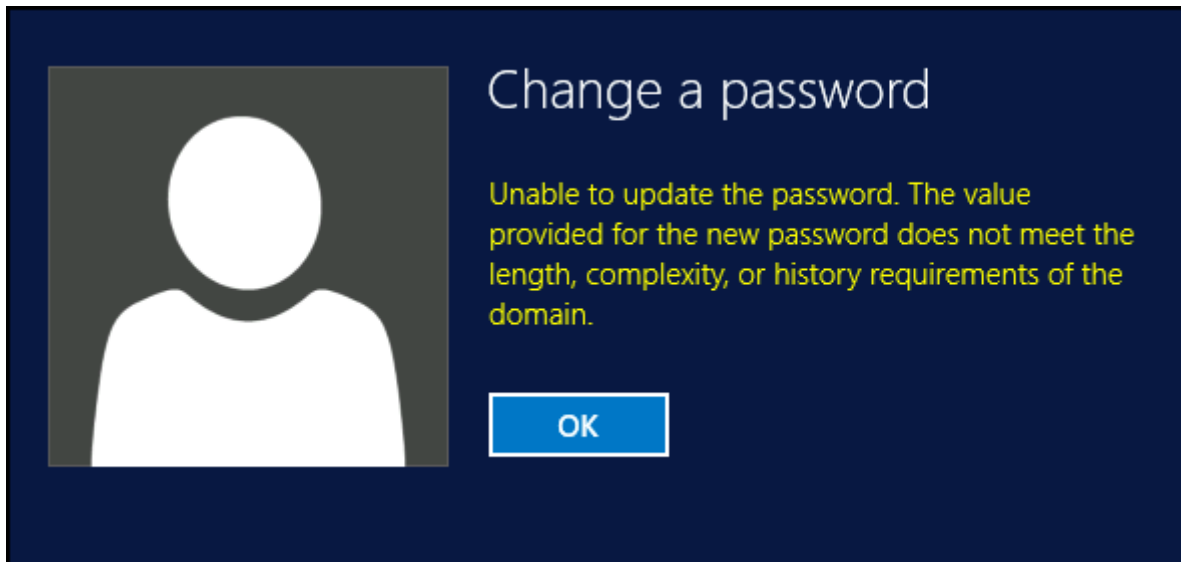 Change a password
Unable to update the password. The value
provided for the new password does not meet the
length, complexity, or history requirements of the
domain.
OK